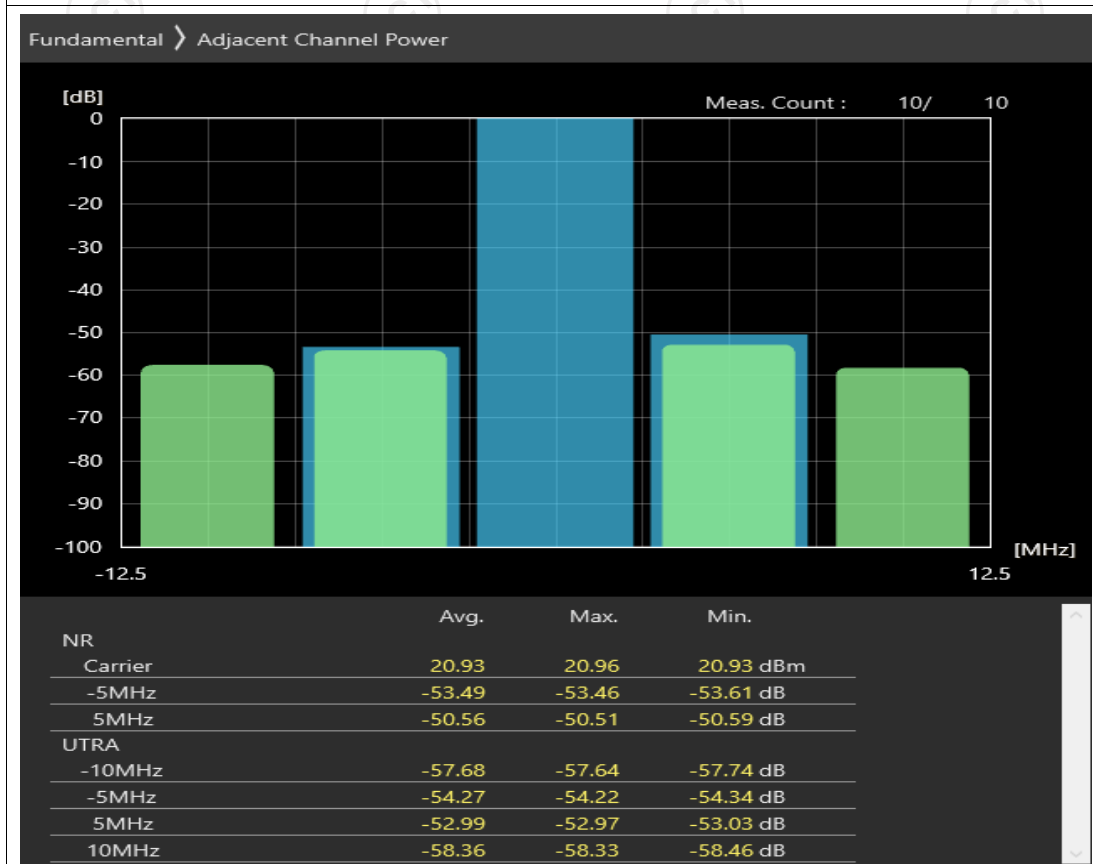 Fundamental ❯ Adjacent Channel Power
[dB]
Meas. Count : 10/ 10
0
-10
-20
-30
-40
-50
-60
-70
-80
-90
-100
[MHz]
-12.5 12.5
Avg. Max. Min.
NR
Carrier 20.93 20.96 20.93 dBm
-5MHz -53.49 -53.46 -53.61 dB
5MHz -50.56 -50.51 -50.59 dB
UTRA
-10MHz -57.68 -57.64 -57.74 dB
-5MHz -54.27 -54.22 -54.34 dB
5MHz -52.99 -52.97 -53.03 dB
10MHz -58.36 -58.33 -58.46 dB